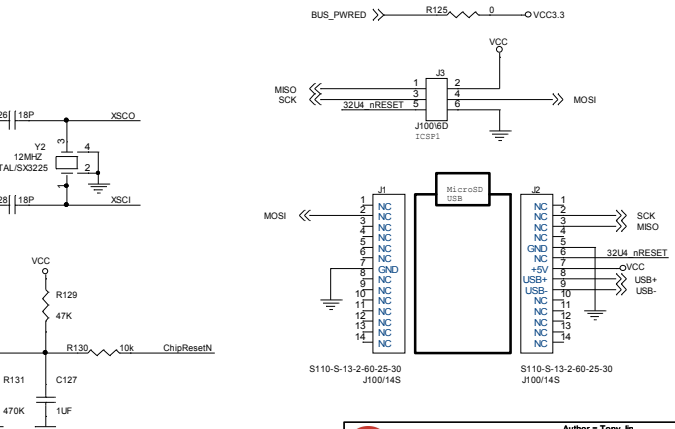 BUS_PWRED R125 0 VCC3.3
VCC
J3
MISO 1 2
SCK 3 4 MOSI
32U4_nRESET 5 6
J100\6D
ICSP1
26 18P XSCO
3
Y2 4
12MHZ
TAL/SX3225 2
1
28 18P XSCI
MicroSD
USB
J1
1 NC
MOSI 2 NC
3 NC
4 NC
5 NC
6 NC
7 GND
8 NC
9 NC
10 NC
11 NC
12 NC
13 NC
14 NC
S110-S-13-2-60-25-30
J100/14S
J2
NC 1
NC 2 SCK
NC 3 MISO
NC 4
GND 5
NC 6 32U4_nRESET
+5V 7 VCC
USB+ 8 USB+
USB- 9 USB-
NC 10
NC 11
NC 12
NC 13
NC 14
S110-S-13-2-60-25-30
J100/14S
VCC
R129
47K
R130 10k ChipResetN
R131 C127
470K 1UF